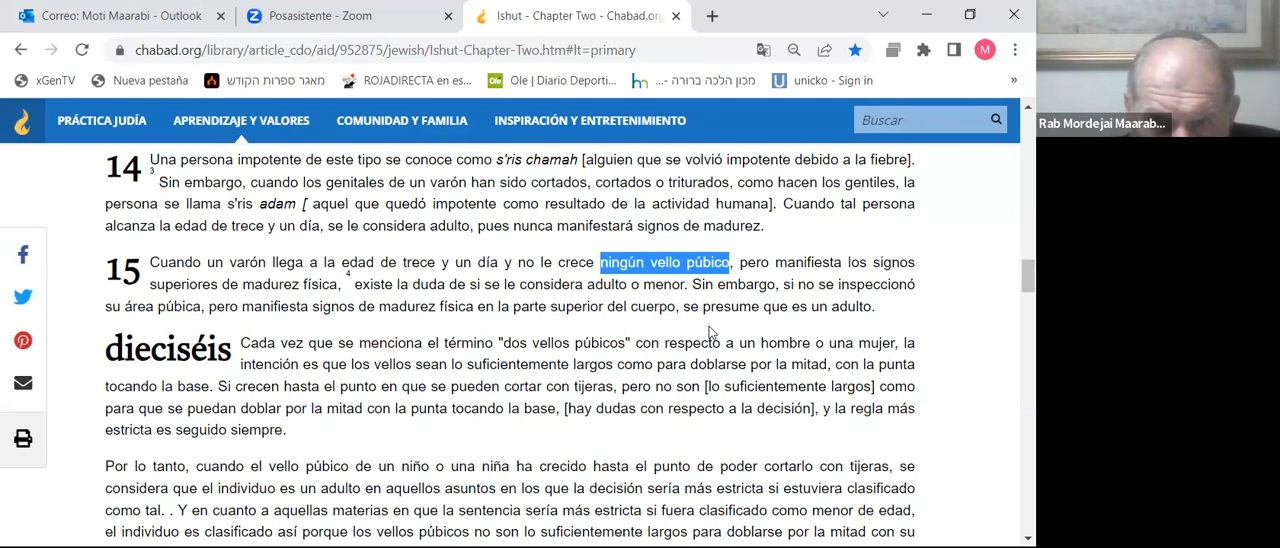 Correo: Moti Maarabi - Outlook
Posasistente - Zoom
Ishut - Chapter Two - Chabad.org
chabad.org/library/article_cdo/aid/952875/jewish/Ishut-Chapter-Two.htm#lt=primary
M
xGenTV
Nueva pestaña
מאגר ספרות הקודש
ROJADIRECTA en es...
Ole | Diario Deporti...
מכון הלכה ברורה -...
unicko - Sign in
»
Rab Mordejai Maarab...
PRÁCTICA JUDÍA
APRENDIZAJE Y VALORES
COMUNIDAD Y FAMILIA
INSPIRACIÓN Y ENTRETENIMIENTO
Buscar
14 Una persona impotente de este tipo se conoce como s'ris chamah [alguien que se volvió impotente debido a la fiebre].
3 Sin embargo, cuando los genitales de un varón han sido cortados, cortados o triturados, como hacen los gentiles, la
persona se llama s'ris adam [ aquel que quedó impotente como resultado de la actividad humana]. Cuando tal persona
alcanza la edad de trece y un día, se le considera adulto, pues nunca manifestará signos de madurez.
15 Cuando un varón llega a la edad de trece y un día y no le crece ningún vello púbico, pero manifiesta los signos
superiores de madurez física, 4 existe la duda de si se le considera adulto o menor. Sin embargo, si no se inspeccionó
su área púbica, pero manifiesta signos de madurez física en la parte superior del cuerpo, se presume que es un adulto.
dieciséis Cada vez que se menciona el término "dos vellos púbicos" con respecto a un hombre o una mujer, la
intención es que los vellos sean lo suficientemente largos como para doblarse por la mitad, con la punta
tocando la base. Si crecen hasta el punto en que se pueden cortar con tijeras, pero no son [lo suficientemente largos] como
para que se puedan doblar por la mitad con la punta tocando la base, [hay dudas con respecto a la decisión], y la regla más
estricta es seguido siempre.
Por lo tanto, cuando el vello púbico de un niño o una niña ha crecido hasta el punto de poder cortarlo con tijeras, se
considera que el individuo es un adulto en aquellos asuntos en los que la decisión sería más estricta si estuviera clasificado
como tal. . Y en cuanto a aquellas materias en que la sentencia sería más estricta si fuera clasificado como menor de edad,
el individuo es clasificado así porque los vellos púbicos no son lo suficientemente largos para doblarse por la mitad con su